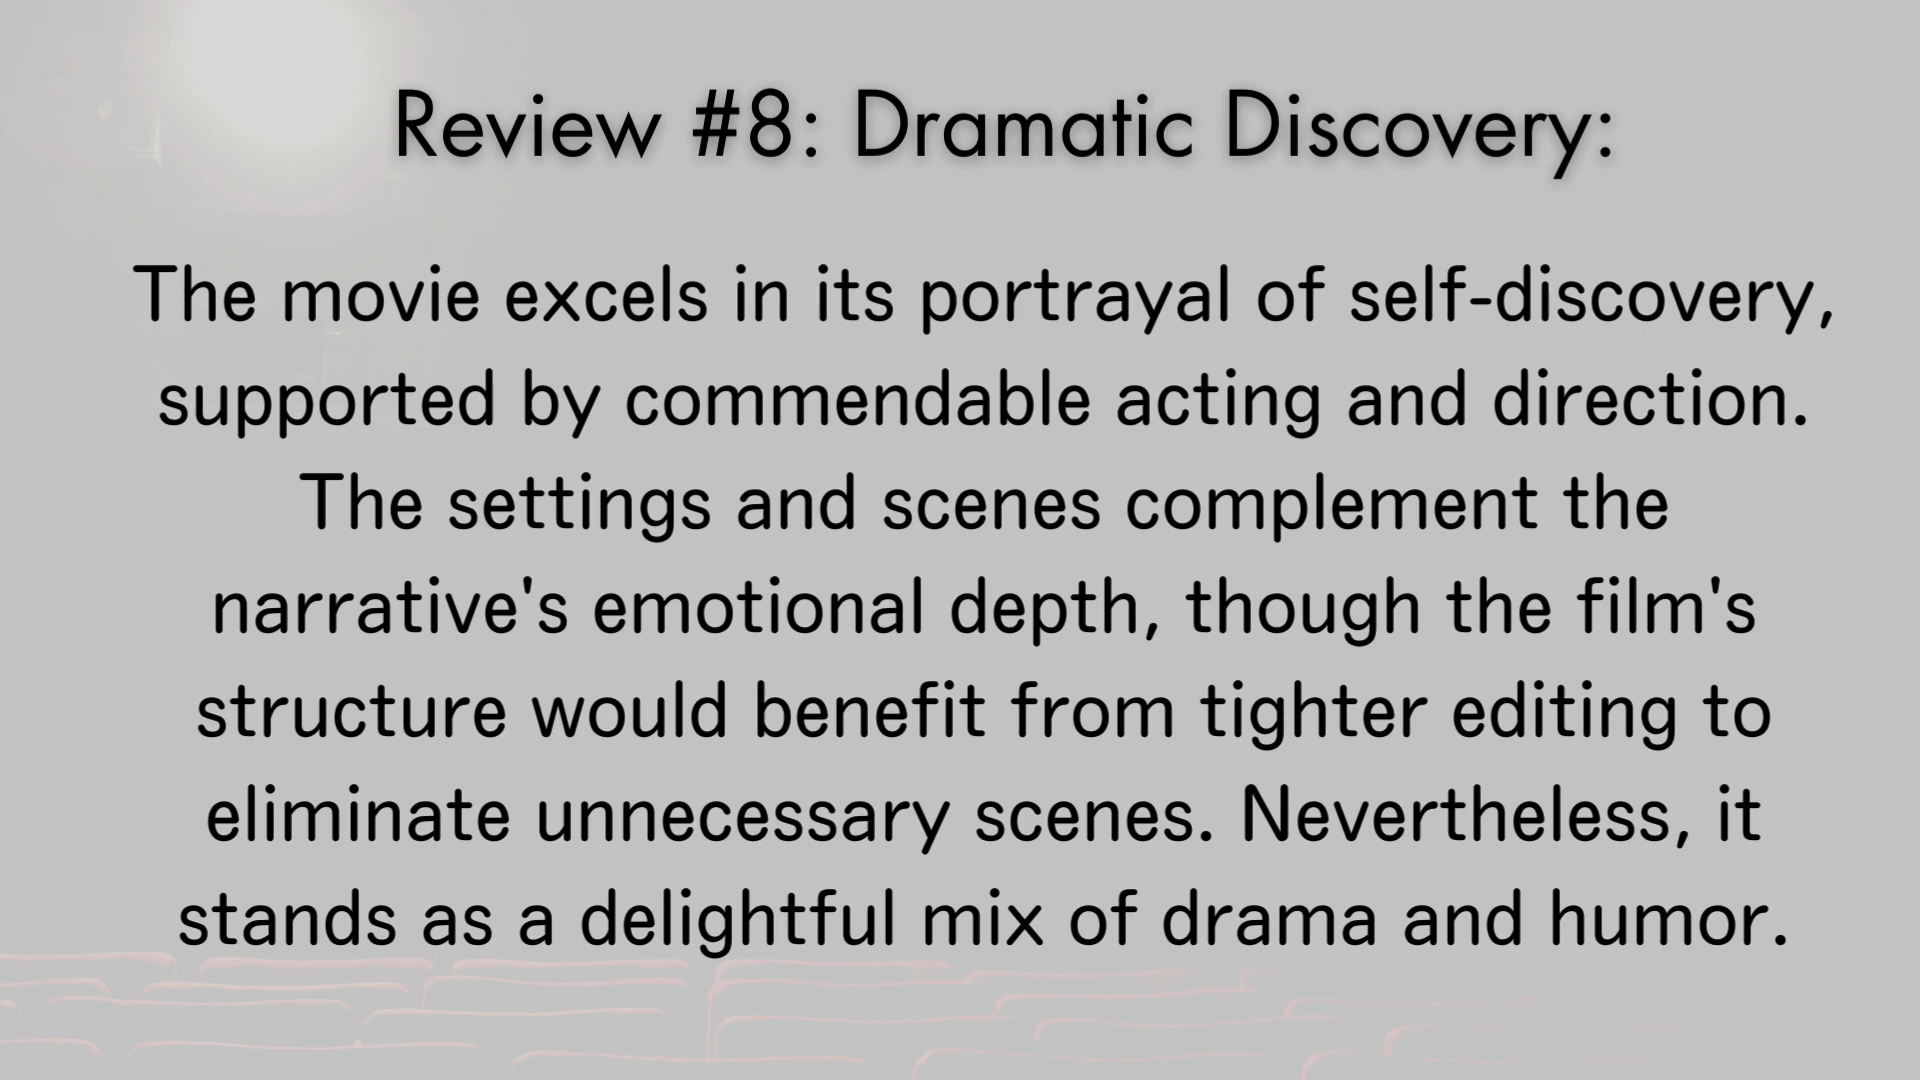 Review #8: Dramatic Discovery:
The movie excels in its portrayal of self-discovery,
supported by commendable acting and direction.
The settings and scenes complement the
narrative's emotional depth, though the film's
structure would benefit from tighter editing to
eliminate unnecessary scenes. Nevertheless, it
stands as a delightful mix of drama and humor.